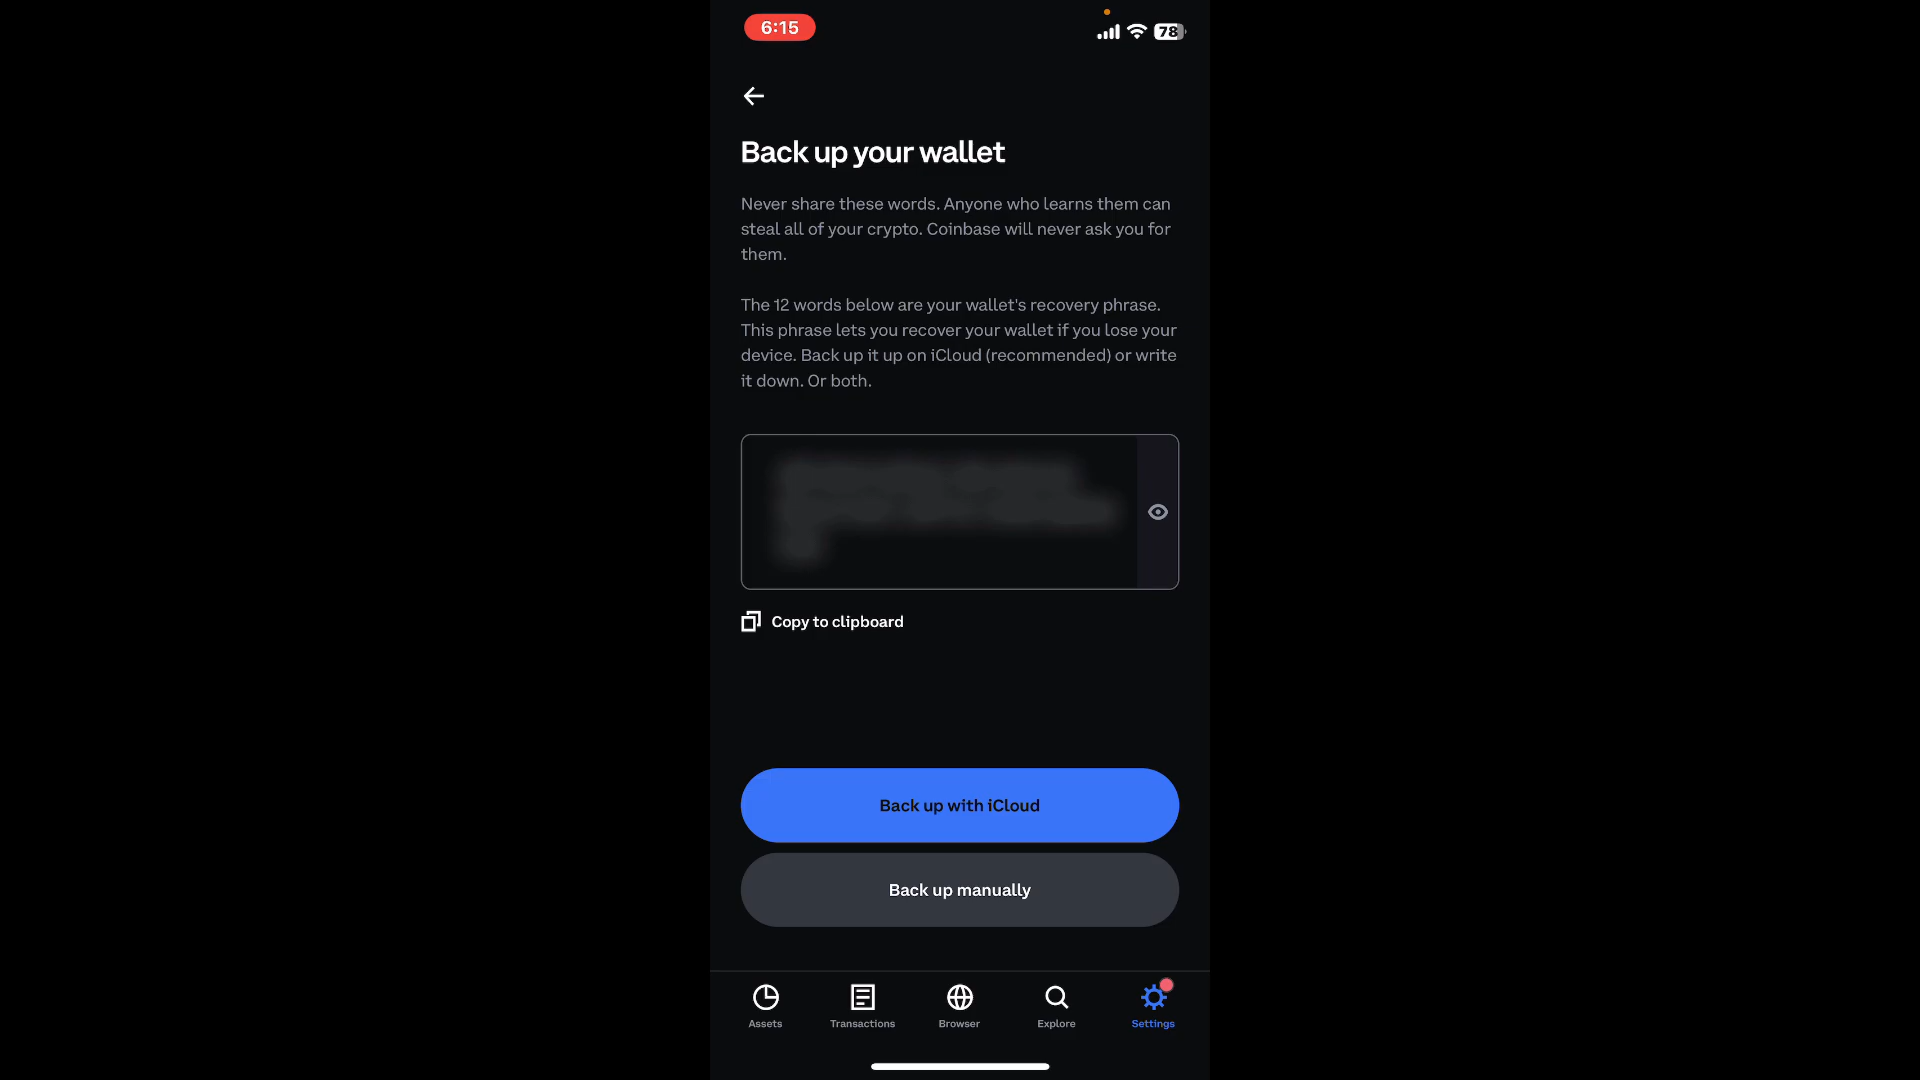 6:15
78
Back up your wallet
Never share these words. Anyone who learns them can
steal all of your crypto. Coinbase will never ask you for
them.
The 12 words below are your wallet's recovery phrase.
This phrase lets you recover your wallet if you lose your
device. Back up it up on iCloud (recommended) or write
it down. Or both.
Copy to clipboard
Back up with iCloud
Back up manually
Assets Transactions Browser Explore Settings